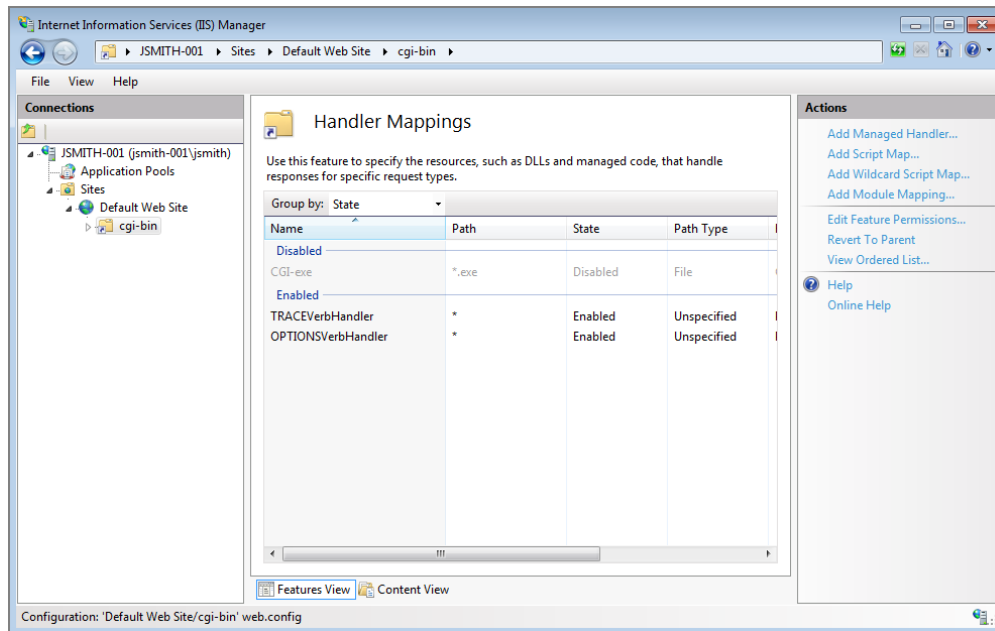 Internet Information Services (IIS) Manager
JSMITH-001 Sites Default Web Site cgi-bin
File View Help
Connections
JSMITH-001 (jsmith-001\jsmith)
Application Pools
Sites
Default Web Site
cgi-bin
Handler Mappings
Use this feature to specify the resources, such as DLLs and managed code, that handle
responses for specific request types.
Group by: State
Name Path State Path Type
Disabled
CGI-exe *.exe Disabled File
Enabled
TRACEVerbHandler * Enabled Unspecified
OPTIONSVerbHandler * Enabled Unspecified
Features View Content View
Actions
Add Managed Handler...
Add Script Map...
Add Wildcard Script Map...
Add Module Mapping...
Edit Feature Permissions...
Revert To Parent
View Ordered List...
Help
Online Help
Configuration: 'Default Web Site/cgi-bin' web.config